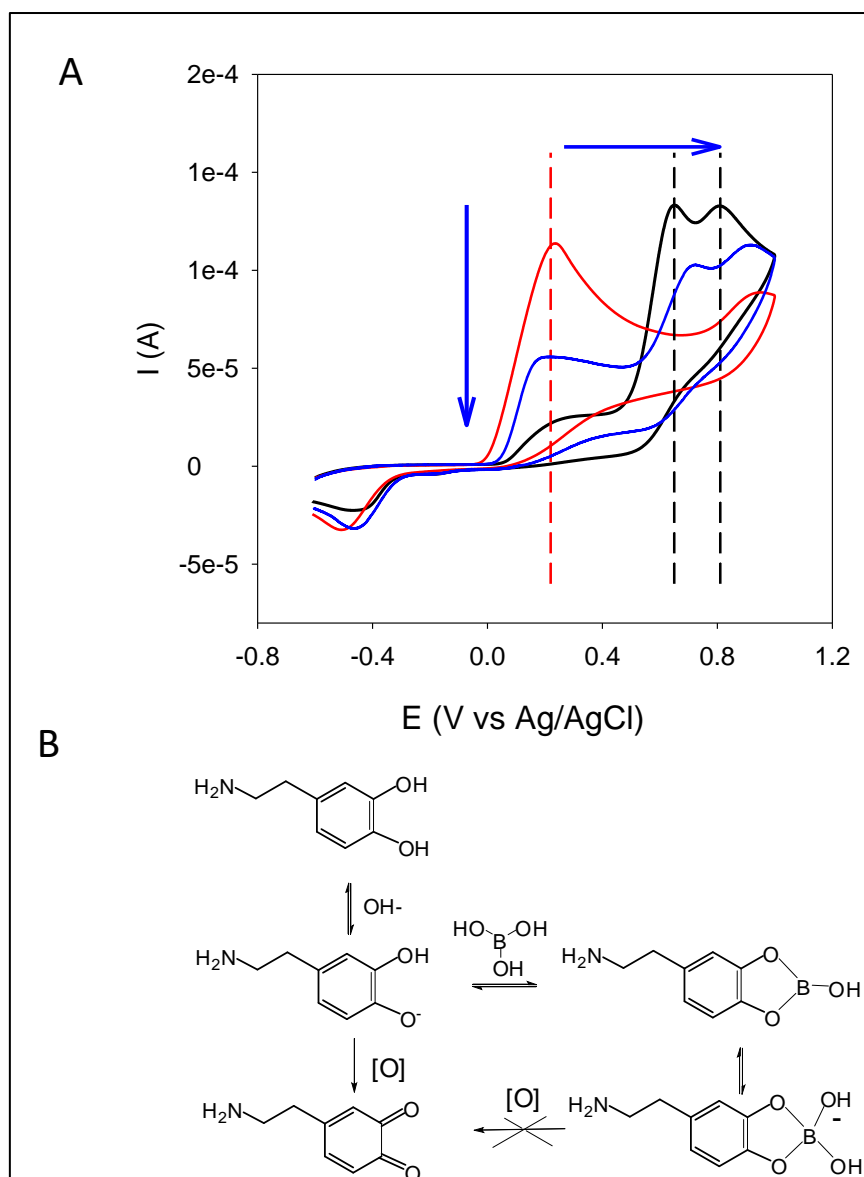 A
2e-4
1e-4
1e-4
5e-5
0
-5e-5
I (A)
-0.8 -0.4 0.0 0.4 0.8 1.2
E (V vs Ag/AgCl)
B
H₂N OH
OH
OH-
HO OH
B
OH
H₂N OH
O⁻
H₂N O
B OH
O
[O]
[O]
H₂N O
O
H₂N O OH
B -
O OH